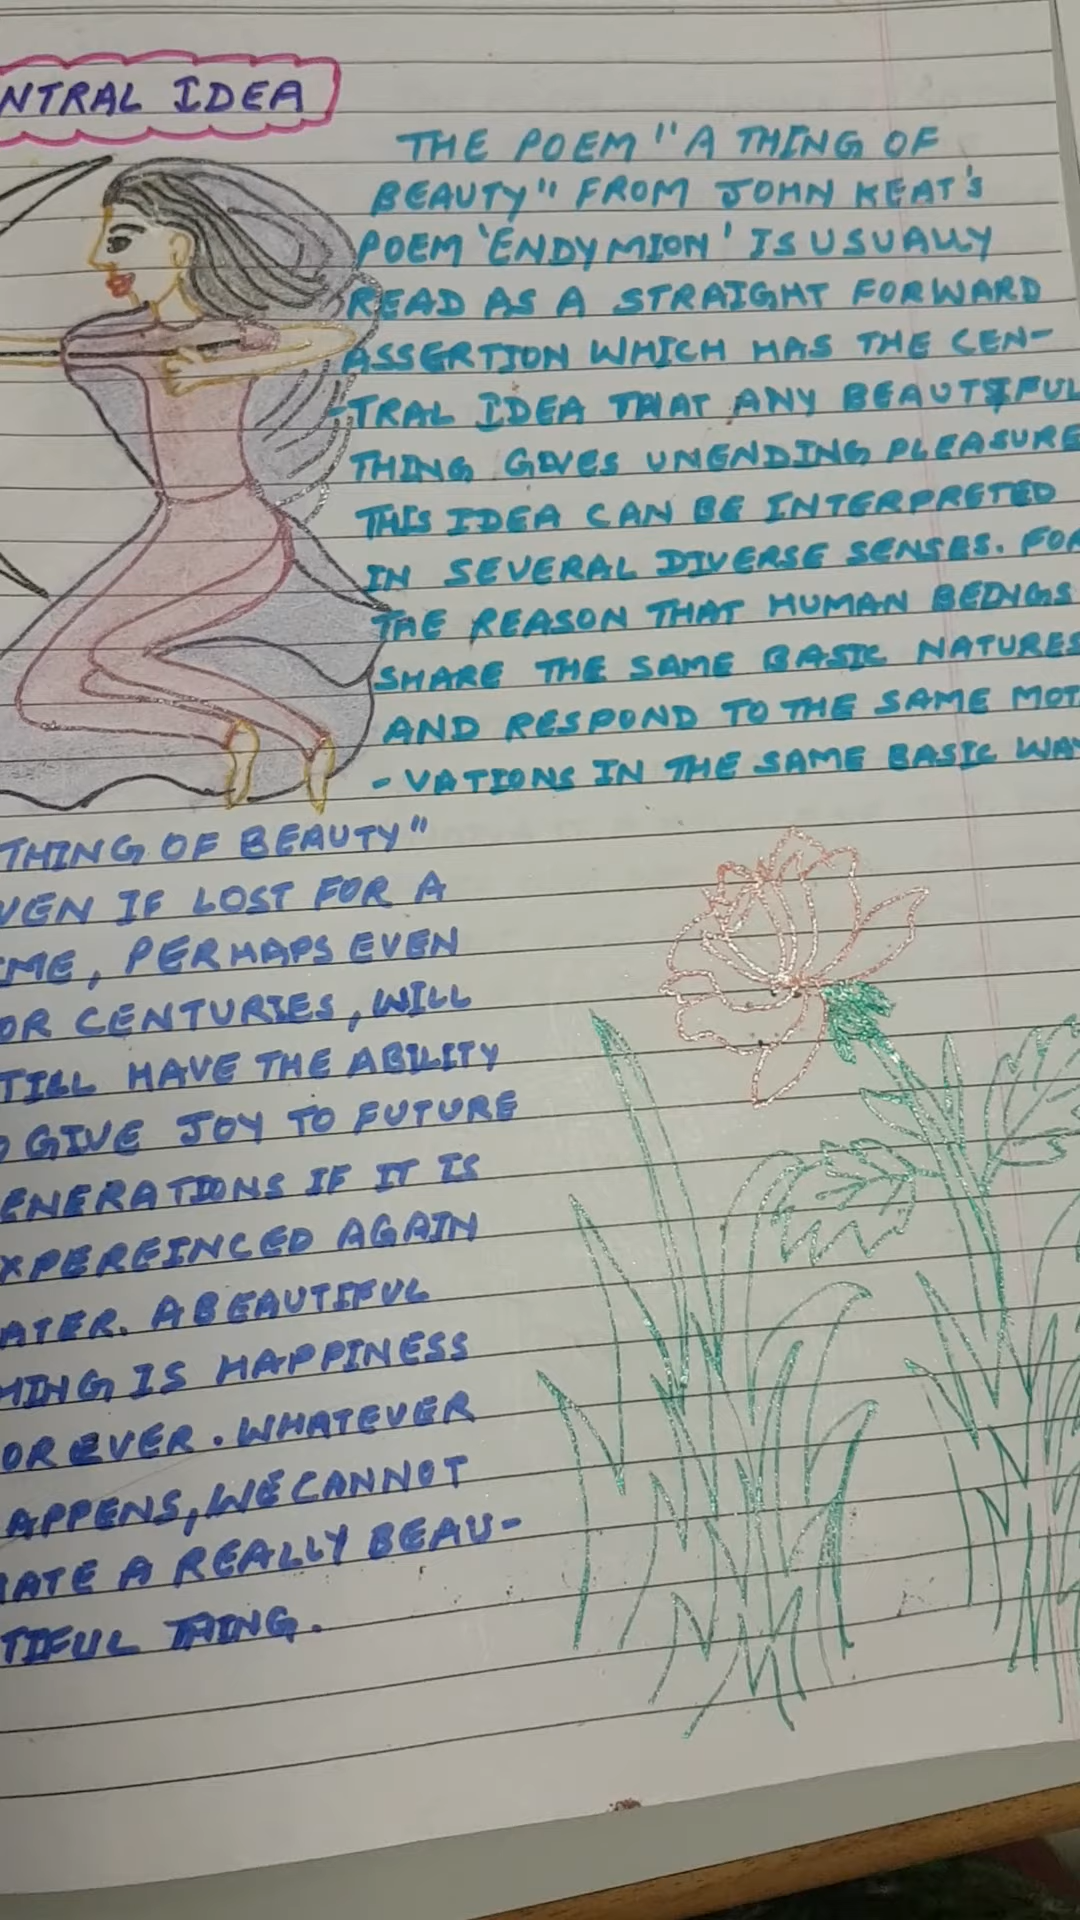 NTRAL IDEA
THE POEM "A THING OF
BEAUTY" FROM JOHN KEAT'S
POEM 'ENDYMION' IS USUALLY
READ AS A STRAIGHT FORWARD
ASSERTION WHICH HAS THE CEN-
-TRAL IDEA THAT ANY BEAUTIFUL
THING GIVES UNENDING PLEASURE
THIS IDEA CAN BE INTERPRETED
IN SEVERAL DIVERSE SENSES. FOR
THE REASON THAT HUMAN BEINGS
SHARE THE SAME BASIC NATURES
AND RESPOND TO THE SAME MOT
-VATIONS IN THE SAME BASIC WAY
THING OF BEAUTY"
VEN IF LOST FOR A
IME, PERHAPS EVEN
OR CENTURIES, WILL
TILL HAVE THE ABILITY
O GIVE JOY TO FUTURE
ENERATIONS IF IT IS
XPEREINCED AGAIN
ATER. A BEAUTIFUL
HING IS HAPPINESS
OREVER. WHATEVER
APPENS, WE CANNOT
ATE A REALLY BEAU-
TIFUL THING.